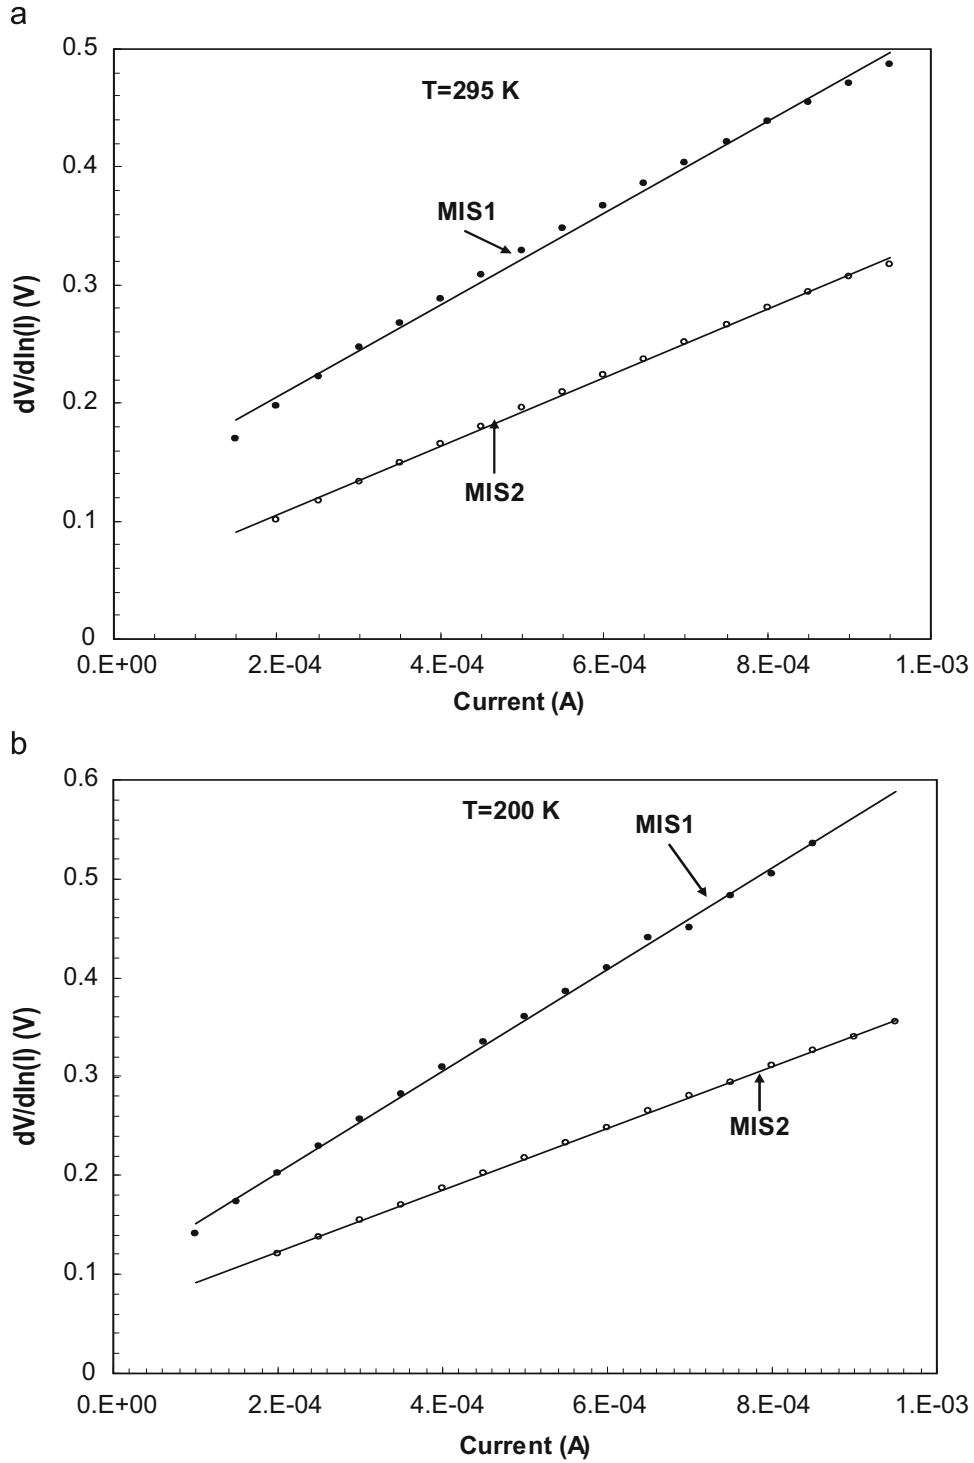 a
0.5
T=295 K
0.4
MIS1
0.3
dV/dln(I) (V)
0.2
MIS2
0.1
0
0.E+00 2.E-04 4.E-04 6.E-04 8.E-04 1.E-03
Current (A)
b
0.6
T=200 K
MIS1
0.5
0.4
dV/dln(I) (V)
0.3
MIS2
0.2
0.1
0
0.E+00 2.E-04 4.E-04 6.E-04 8.E-04 1.E-03
Current (A)